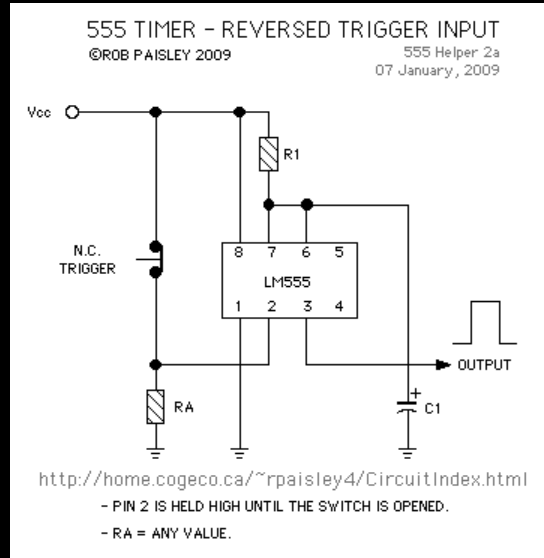 555 TIMER - REVERSED TRIGGER INPUT
©ROB PAISLEY 2009
555 Helper 2a
07 January, 2009
Vcc
R1
N.C.
TRIGGER
8 7 6 5
LM555
1 2 3 4
OUTPUT
RA
+
C1
http://home.cogeco.ca/~rpaisley4/CircuitIndex.html
- PIN 2 IS HELD HIGH UNTIL THE SWITCH IS OPENED.
- RA = ANY VALUE.